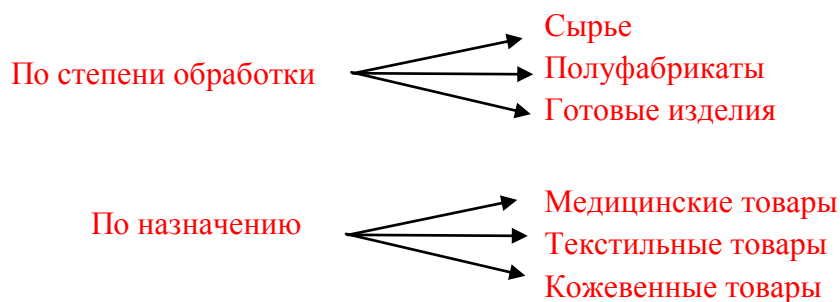 По степени обработки
Сырье
Полуфабрикаты
Готовые изделия
По назначению
Медицинские товары
Текстильные товары
Кожевенные товары